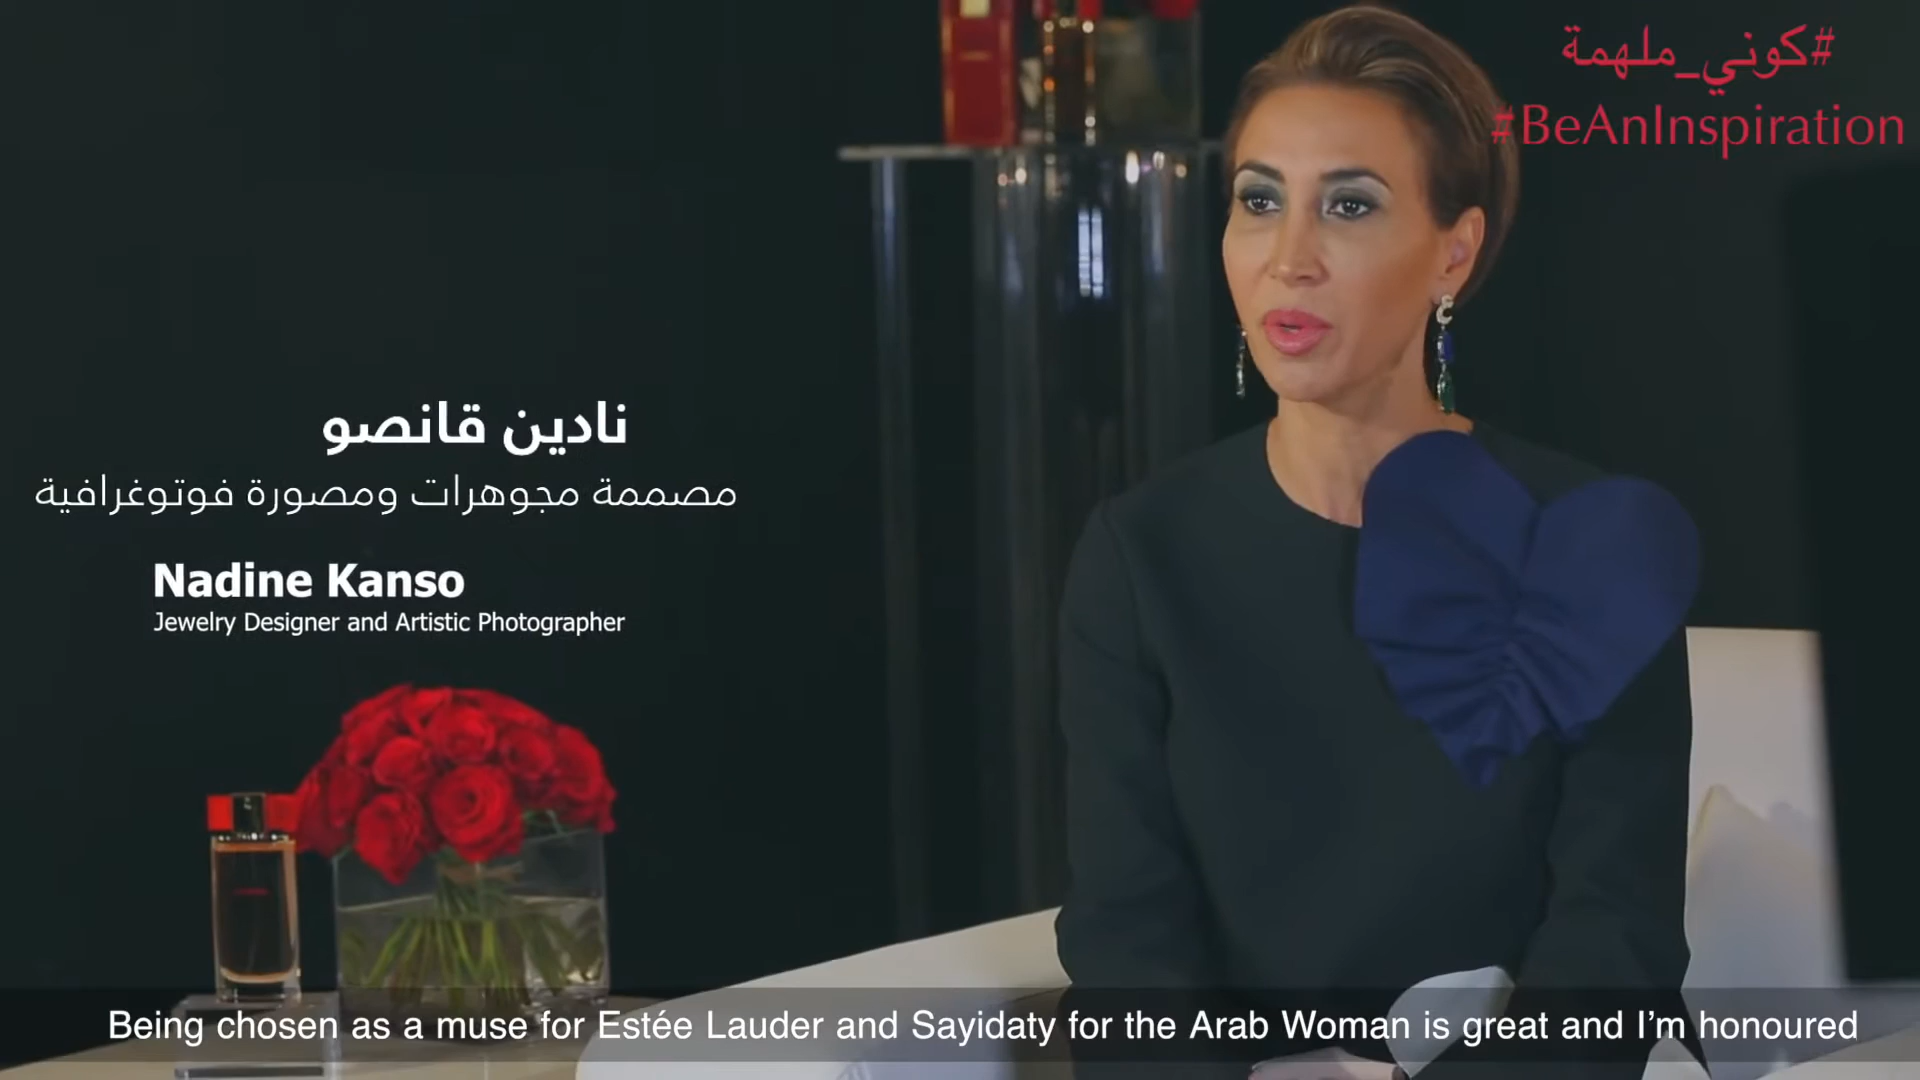 #كوني_ملهمة
#BeAnInspiration
نادين قانصو
مصممة مجوهرات ومصورة فوتوغرافية
Nadine Kanso
Jewelry Designer and Artistic Photographer
Being chosen as a muse for Estée Lauder and Sayidaty for the Arab Woman is great and I'm honoured